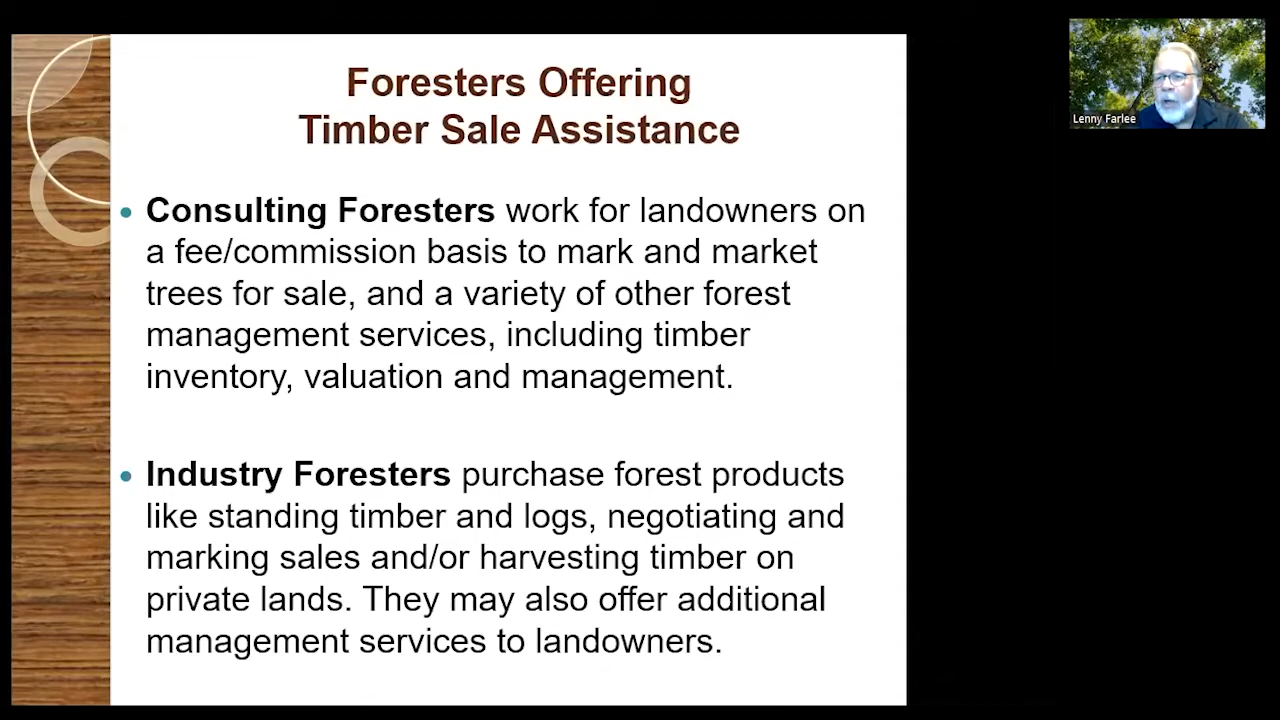 Foresters Offering
Timber Sale Assistance
Lenny Farlee
• Consulting Foresters work for landowners on
a fee/commission basis to mark and market
trees for sale, and a variety of other forest
management services, including timber
inventory, valuation and management.
• Industry Foresters purchase forest products
like standing timber and logs, negotiating and
marking sales and/or harvesting timber on
private lands. They may also offer additional
management services to landowners.